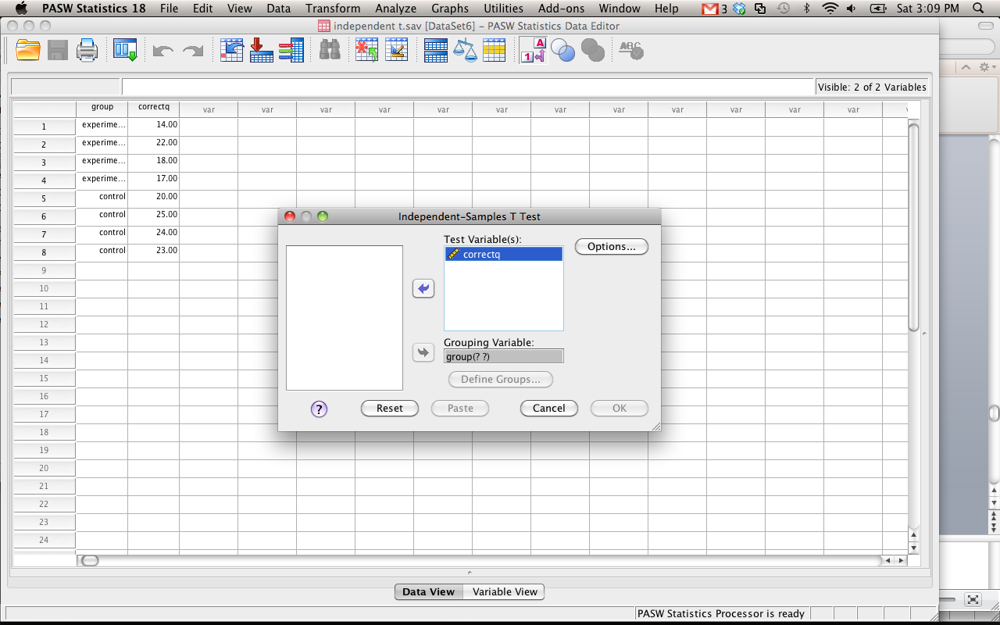 PASW Statistics 18 File Edit View Data Transform Analyze Graphs Utilities Add-ons Window Help 3 Sat 3:09 PM
independent t.sav [DataSet6] – PASW Statistics Data Editor
A
1
ABC
Visible: 2 of 2 Variables
group correctq var var var var var var var var var var var var
1 experime... 14.00
2 experime... 22.00
3 experime... 18.00
4 experime... 17.00
5 control 20.00
6 control 25.00
7 control 24.00
8 control 23.00
9
10
11
12
13
14
15
16
17
18
19
20
21
22
23
24
Independent-Samples T Test
Test Variable(s):
correctq
Options...
Grouping Variable:
group(? ?)
Define Groups...
? Reset Paste Cancel OK
Data View Variable View
PASW Statistics Processor is ready